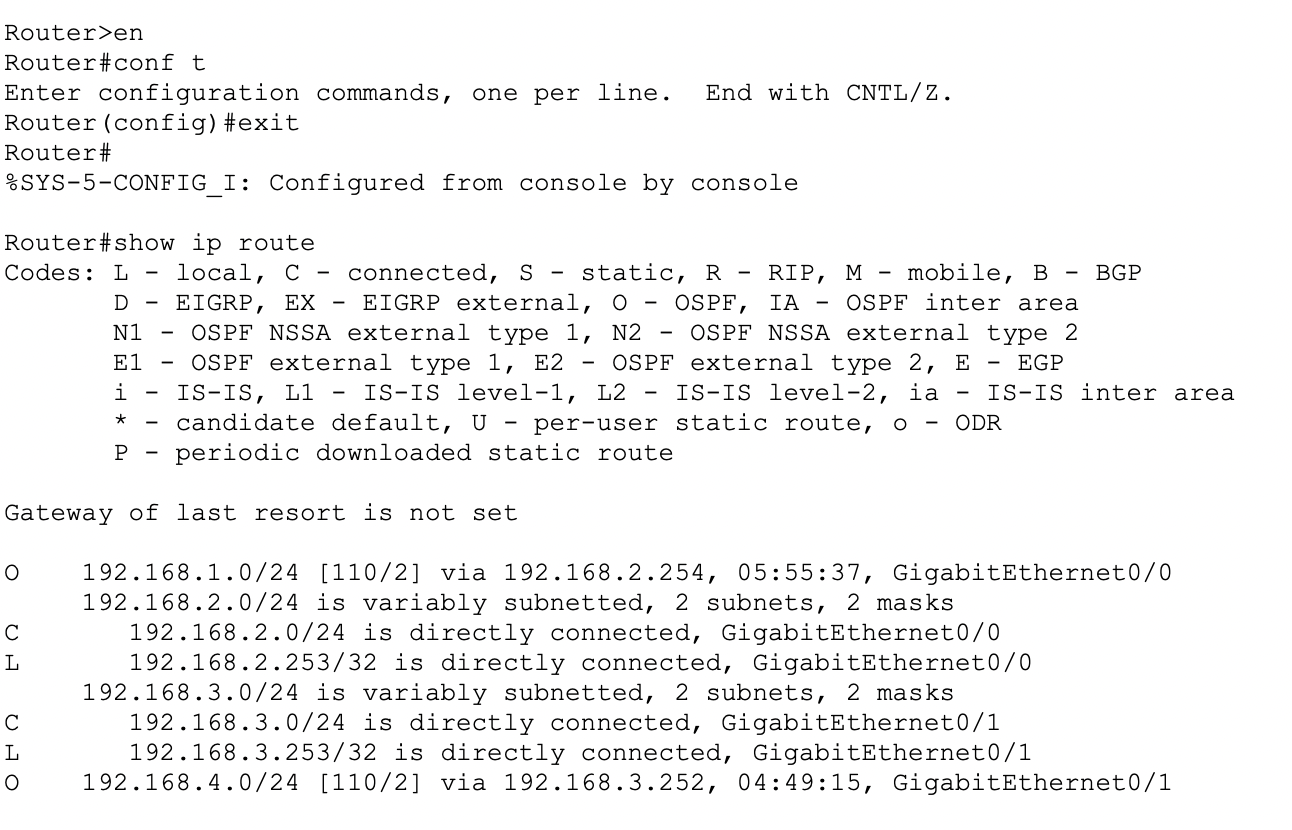 Router>en
Router#conf t
Enter configuration commands, one per line.  End with CNTL/Z.
Router(config)#exit
Router#
%SYS-5-CONFIG_I: Configured from console by console

Router#show ip route
Codes: L - local, C - connected, S - static, R - RIP, M - mobile, B - BGP
       D - EIGRP, EX - EIGRP external, O - OSPF, IA - OSPF inter area
       N1 - OSPF NSSA external type 1, N2 - OSPF NSSA external type 2
       E1 - OSPF external type 1, E2 - OSPF external type 2, E - EGP
       i - IS-IS, L1 - IS-IS level-1, L2 - IS-IS level-2, ia - IS-IS inter area
       * - candidate default, U - per-user static route, o - ODR
       P - periodic downloaded static route

Gateway of last resort is not set

O    192.168.1.0/24 [110/2] via 192.168.2.254, 05:55:37, GigabitEthernet0/0
     192.168.2.0/24 is variably subnetted, 2 subnets, 2 masks
C       192.168.2.0/24 is directly connected, GigabitEthernet0/0
L       192.168.2.253/32 is directly connected, GigabitEthernet0/0
     192.168.3.0/24 is variably subnetted, 2 subnets, 2 masks
C       192.168.3.0/24 is directly connected, GigabitEthernet0/1
L       192.168.3.253/32 is directly connected, GigabitEthernet0/1
O    192.168.4.0/24 [110/2] via 192.168.3.252, 04:49:15, GigabitEthernet0/1